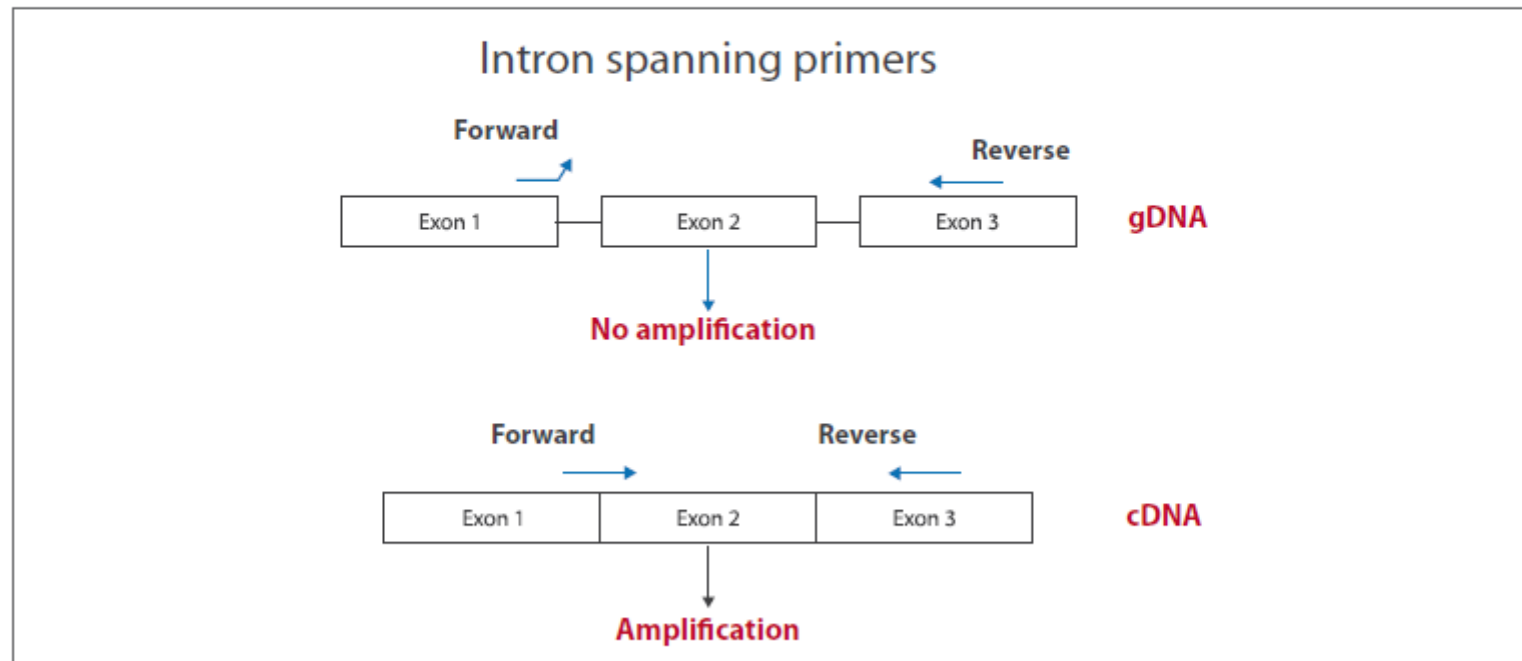 Intron spanning primers
Forward
Reverse
Exon 1
Exon 2
Exon 3
gDNA
No amplification
Forward
Reverse
Exon 1
Exon 2
Exon 3
cDNA
Amplification